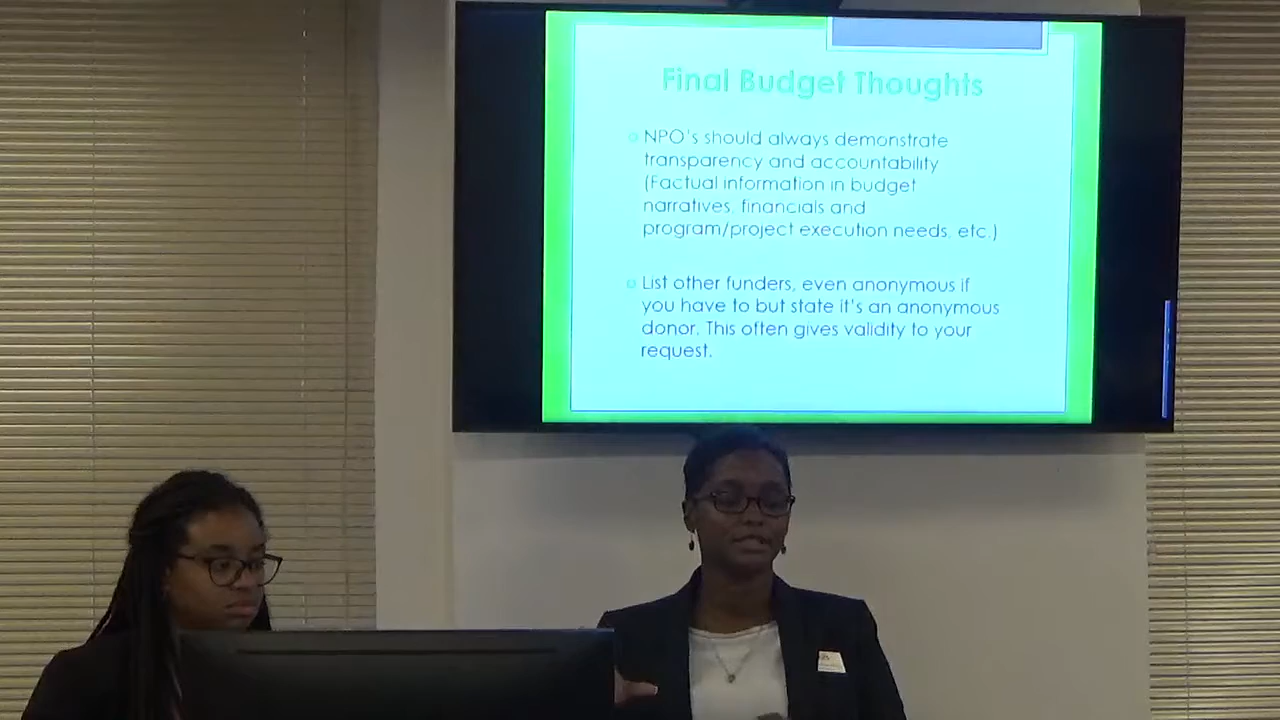 Final Budget Thoughts
NPO's should always demonstrate
transparency and accountability
(Factual information in budget
narratives, financials and
program/project execution needs, etc.)
List other funders, even anonymous if
you have to but state it's an anonymous
donor. This often gives validity to your
request.